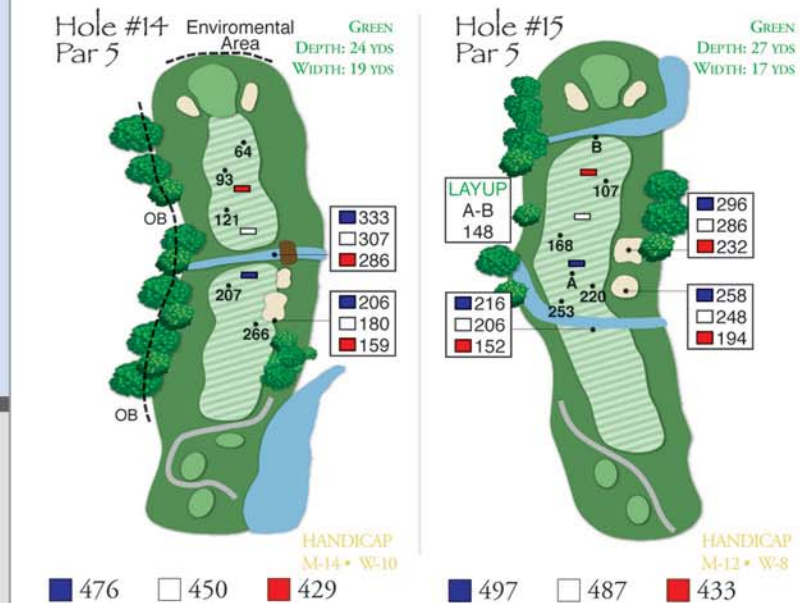 Hole #14
Par 5
Enviromental
Area
GREEN
DEPTH: 24 YDS
WIDTH: 19 YDS
64
93
121
OB
333
307
286
207
266
206
180
159
OB
HANDICAP
M-14 • W-10
476 450 429
Hole #15
Par 5
GREEN
DEPTH: 27 YDS
WIDTH: 17 YDS
B
107
LAYUP
A-B
148
296
286
232
168
A
220
253
216
206
152
258
248
194
HANDICAP
M-12 • W-8
497 487 433